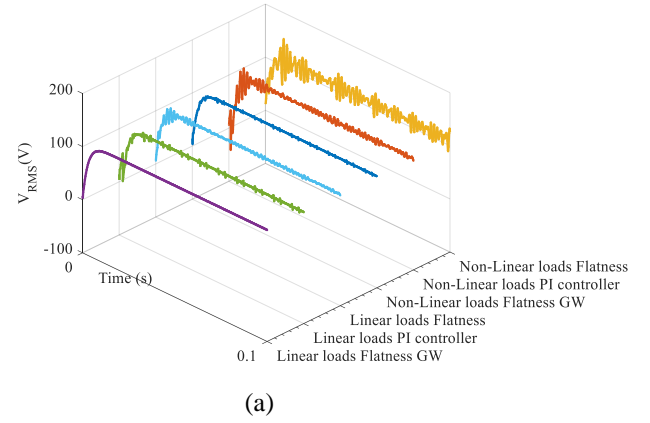 200
100
0
-100
V_RMS(V)
0
Time (s)
0.1
Non-Linear loads Flatness
Non-Linear loads PI controller
Non-Linear loads Flatness GW
Linear loads Flatness
Linear loads PI controller
Linear loads Flatness GW
(a)